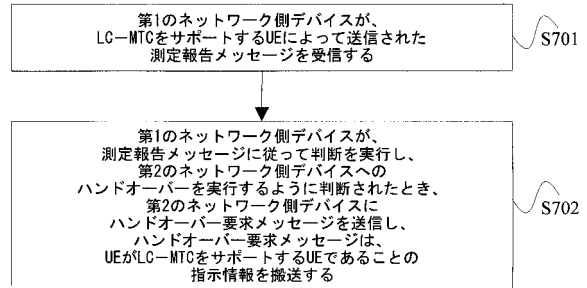 第1のネットワーク側デバイスが、
LC-MTCをサポートするUEによって送信された
測定報告メッセージを受信する
S701
第1のネットワーク側デバイスが、
測定報告メッセージに従って判断を実行し、
第2のネットワーク側デバイスへの
ハンドオーバーを実行するように判断されたとき、
第2のネットワーク側デバイスに
ハンドオーバー要求メッセージを送信し、
ハンドオーバー要求メッセージは、
UEがLC-MTCをサポートするUEであることの
指示情報を搬送する
S702